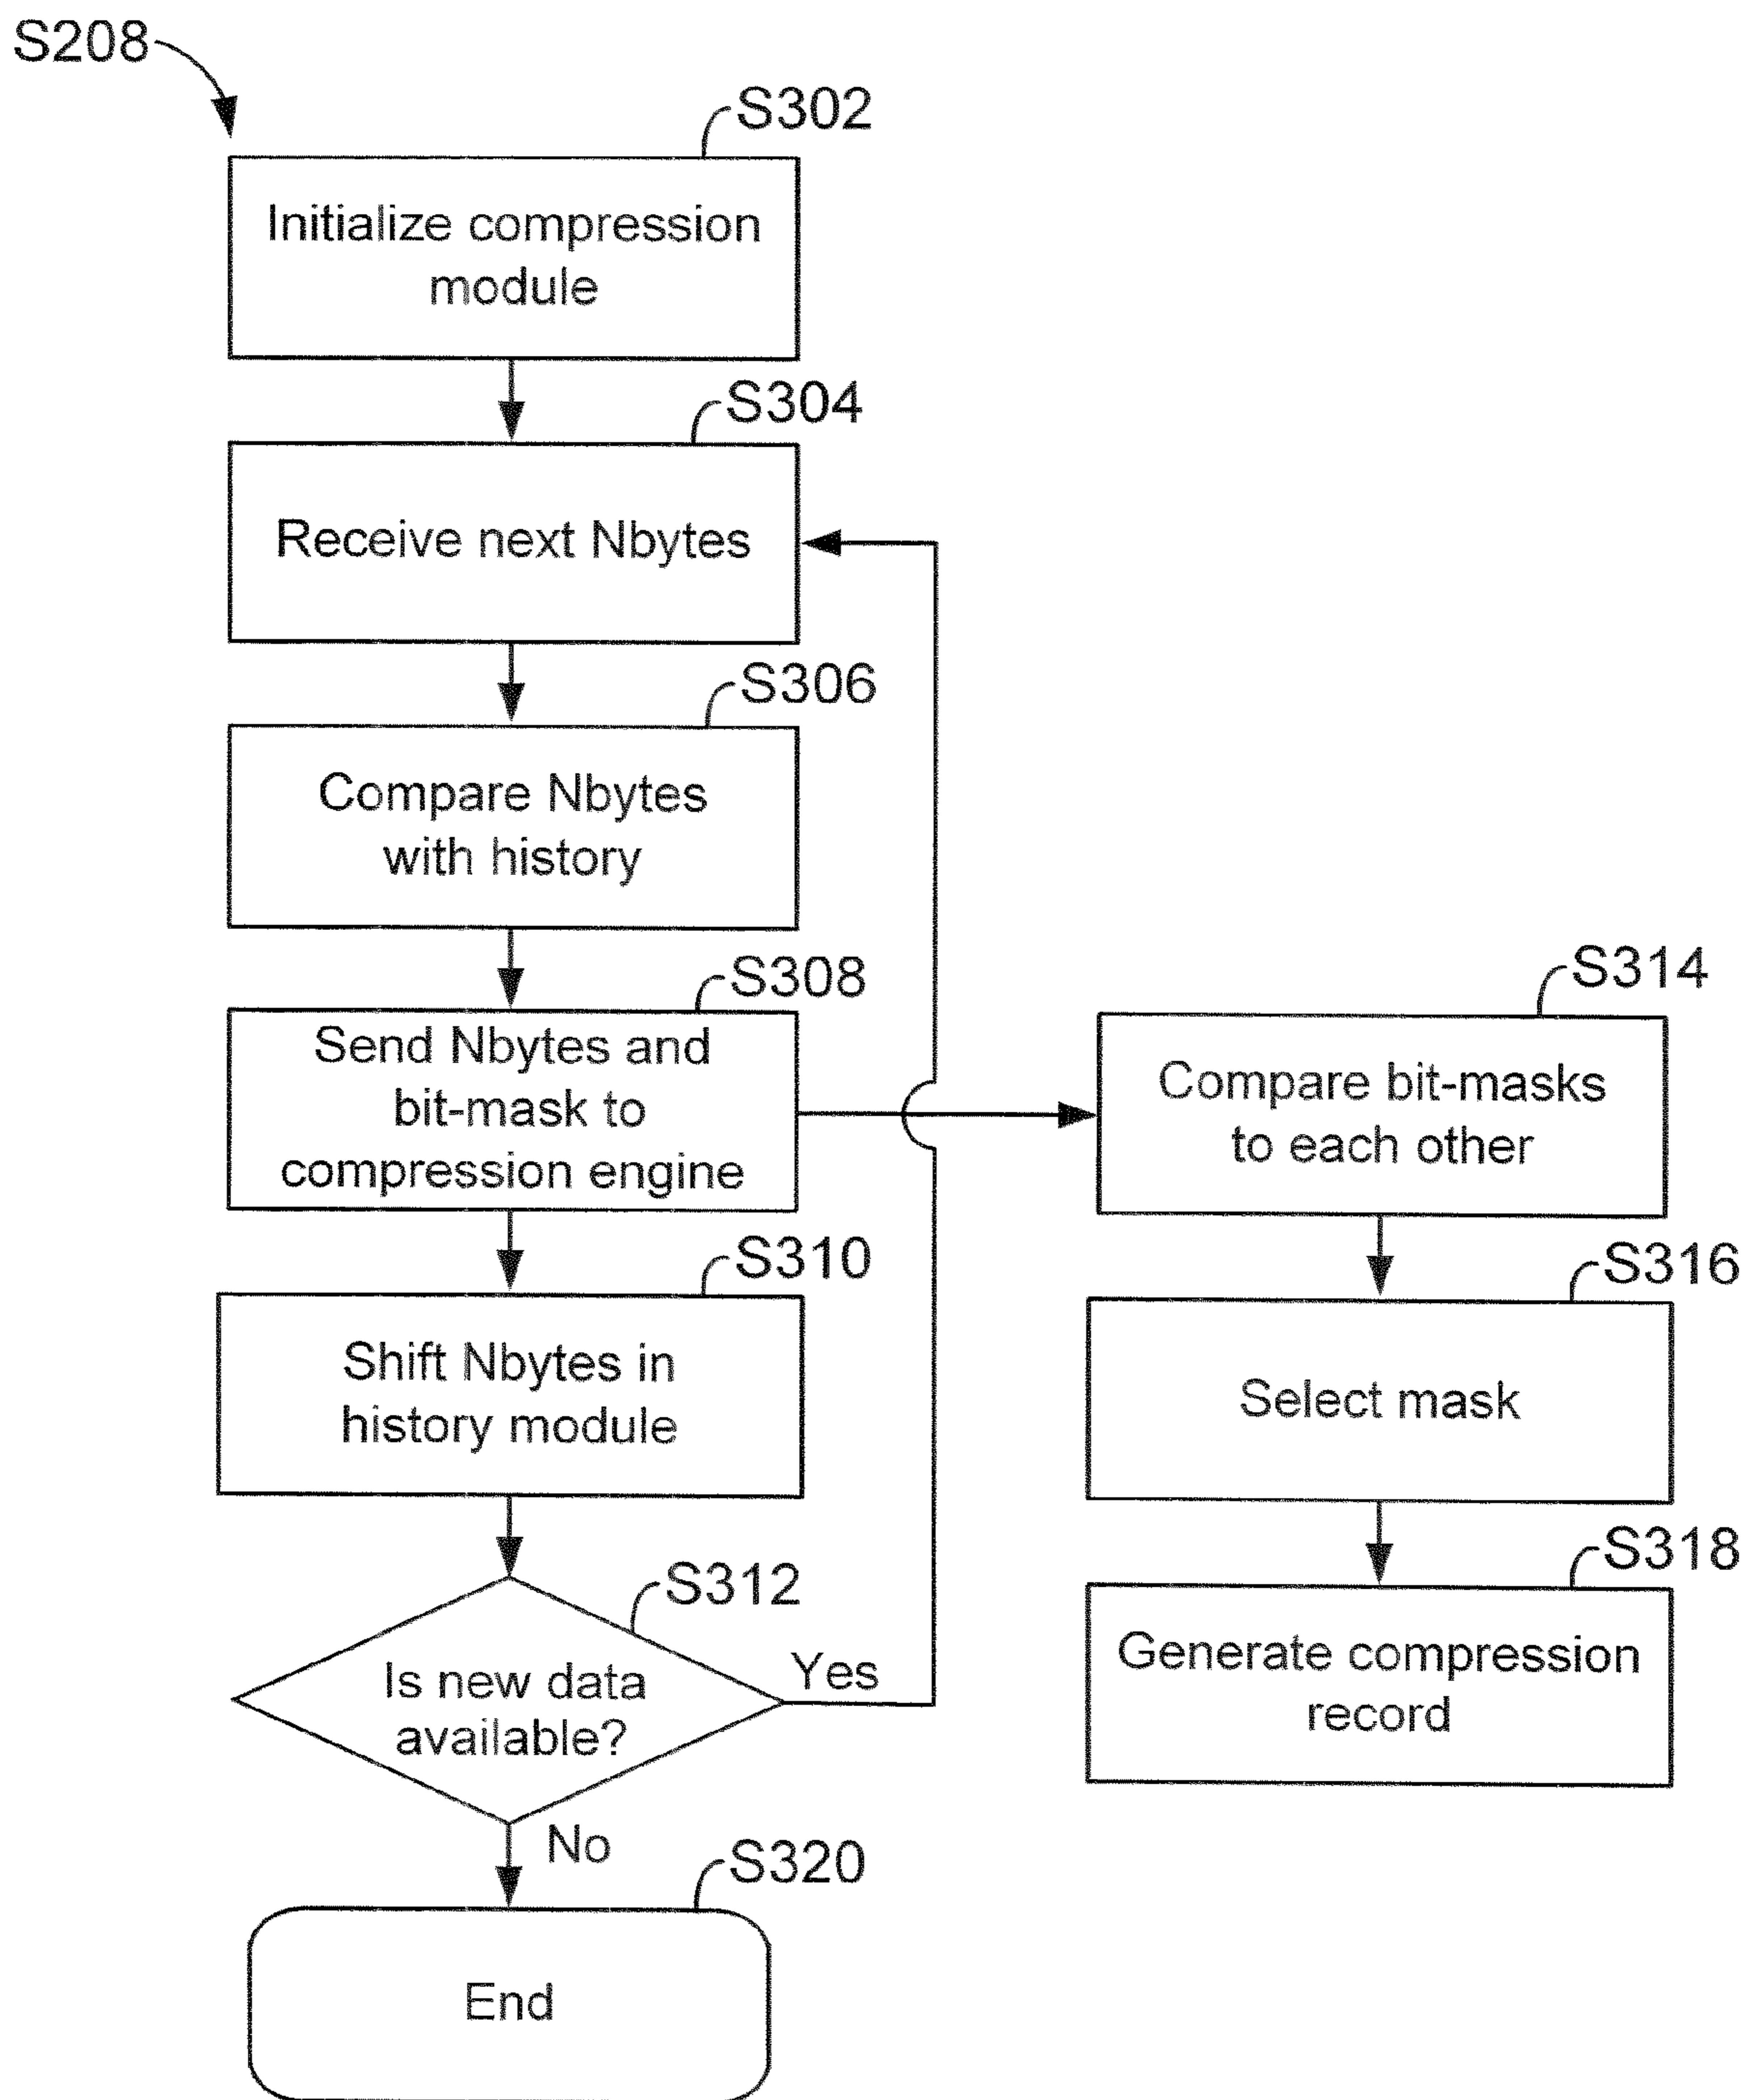 S208
S302
Initialize compression
module
S304
Receive next Nbytes
S306
Compare Nbytes
with history
S308
Send Nbytes and
bit-mask to
compression engine
S310
Shift Nbytes in
history module
S312
Is new data
available?
Yes
No
S320
End
S314
Compare bit-masks
to each other
S316
Select mask
S318
Generate compression
record